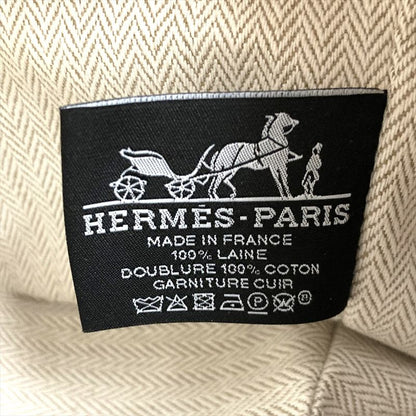 HERMÈS-PARIS
MADE IN FRANCE
100% LAINE
DOUBLURE 100% COTON
GARNITURE CUIR